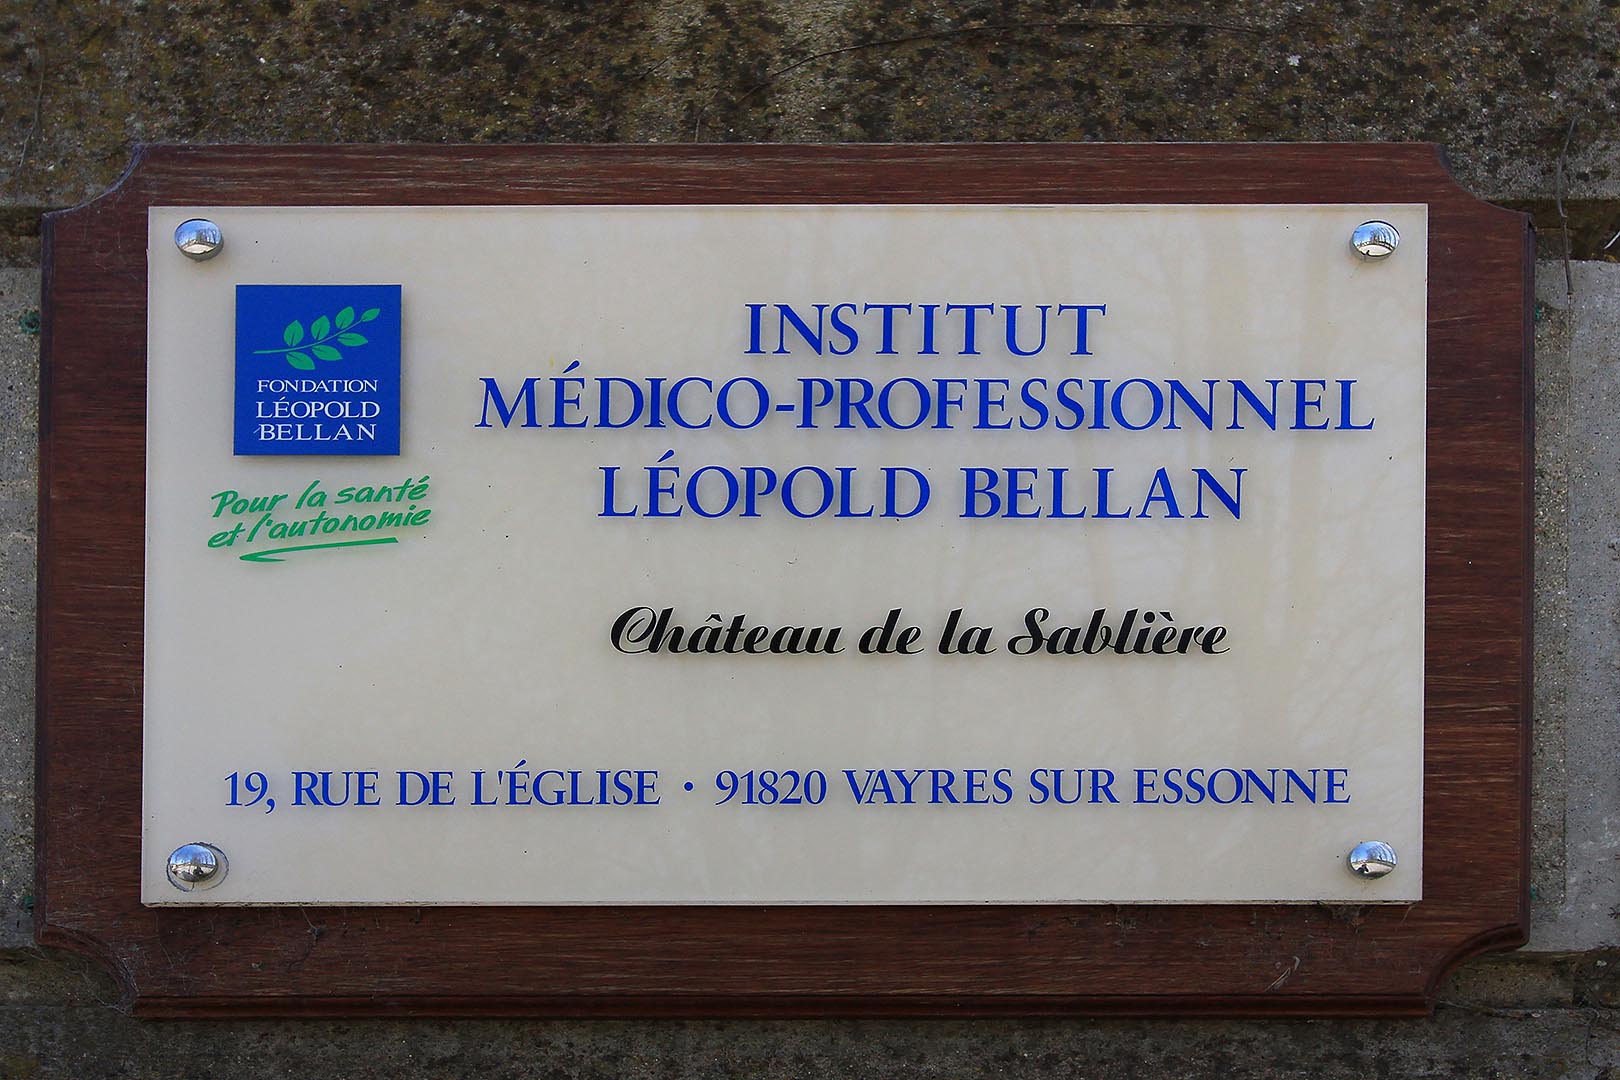 FONDATION
LÉOPOLD
BELLAN
Pour la santé
et l'autonomie
INSTITUT
MÉDICO-PROFESSIONNEL
LÉOPOLD BELLAN
Château de la Sablière
19, RUE DE L'ÉGLISE • 91820 VAYRES SUR ESSONNE